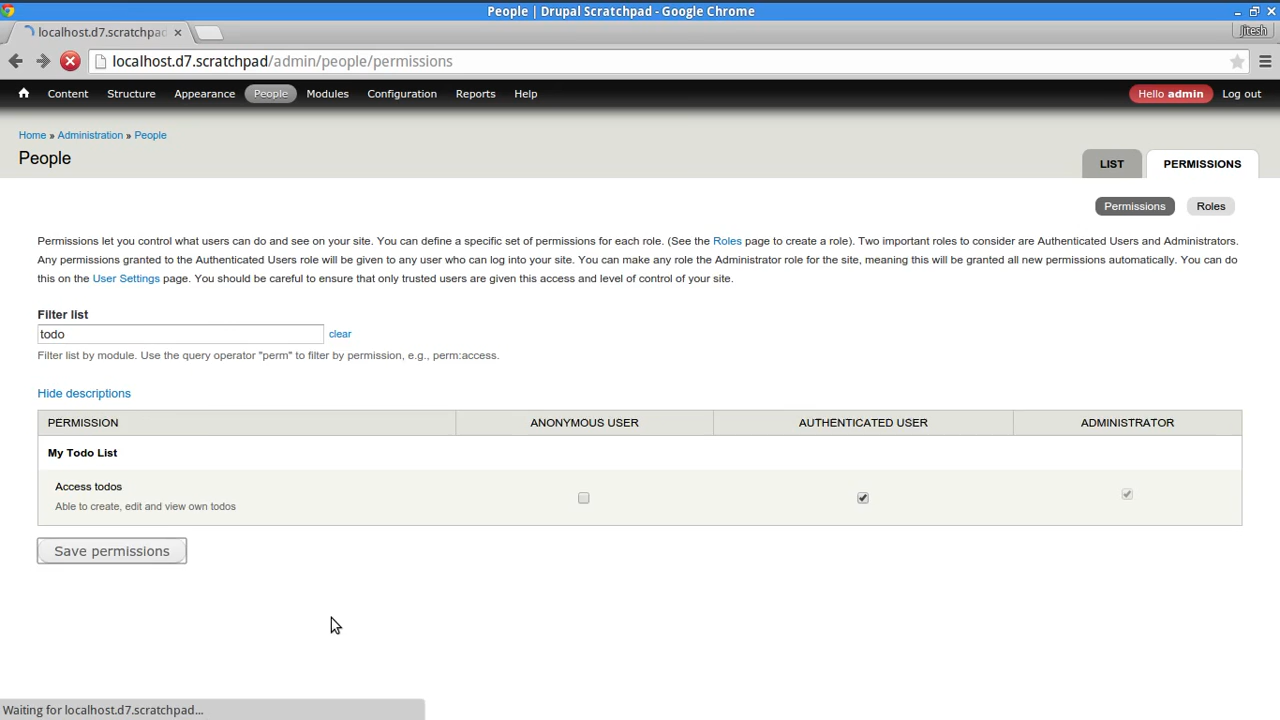 People | Drupal Scratchpad - Google Chrome
localhost.d7.scratchpad
Jitesh
localhost.d7.scratchpad/admin/people/permissions
Content Structure Appearance People Modules Configuration Reports Help Hello admin Log out
Home » Administration » People
People
LIST PERMISSIONS
Permissions Roles
Permissions let you control what users can do and see on your site. You can define a specific set of permissions for each role. (See the Roles page to create a role). Two important roles to consider are Authenticated Users and Administrators.
Any permissions granted to the Authenticated Users role will be given to any user who can log into your site. You can make any role the Administrator role for the site, meaning this will be granted all new permissions automatically. You can do
this on the User Settings page. You should be careful to ensure that only trusted users are given this access and level of control of your site.
Filter list
todo clear
Filter list by module. Use the query operator "perm" to filter by permission, e.g., perm:access.
Hide descriptions
PERMISSION ANONYMOUS USER AUTHENTICATED USER ADMINISTRATOR
My Todo List
Access todos
Able to create, edit and view own todos
Save permissions
Waiting for localhost.d7.scratchpad...